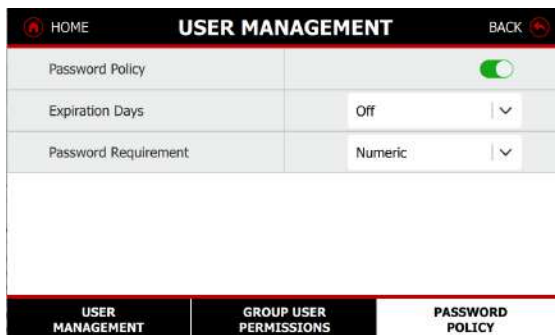 HOME USER MANAGEMENT BACK
Password Policy
Expiration Days Off
Password Requirement Numeric
USER MANAGEMENT
GROUP USER PERMISSIONS
PASSWORD POLICY